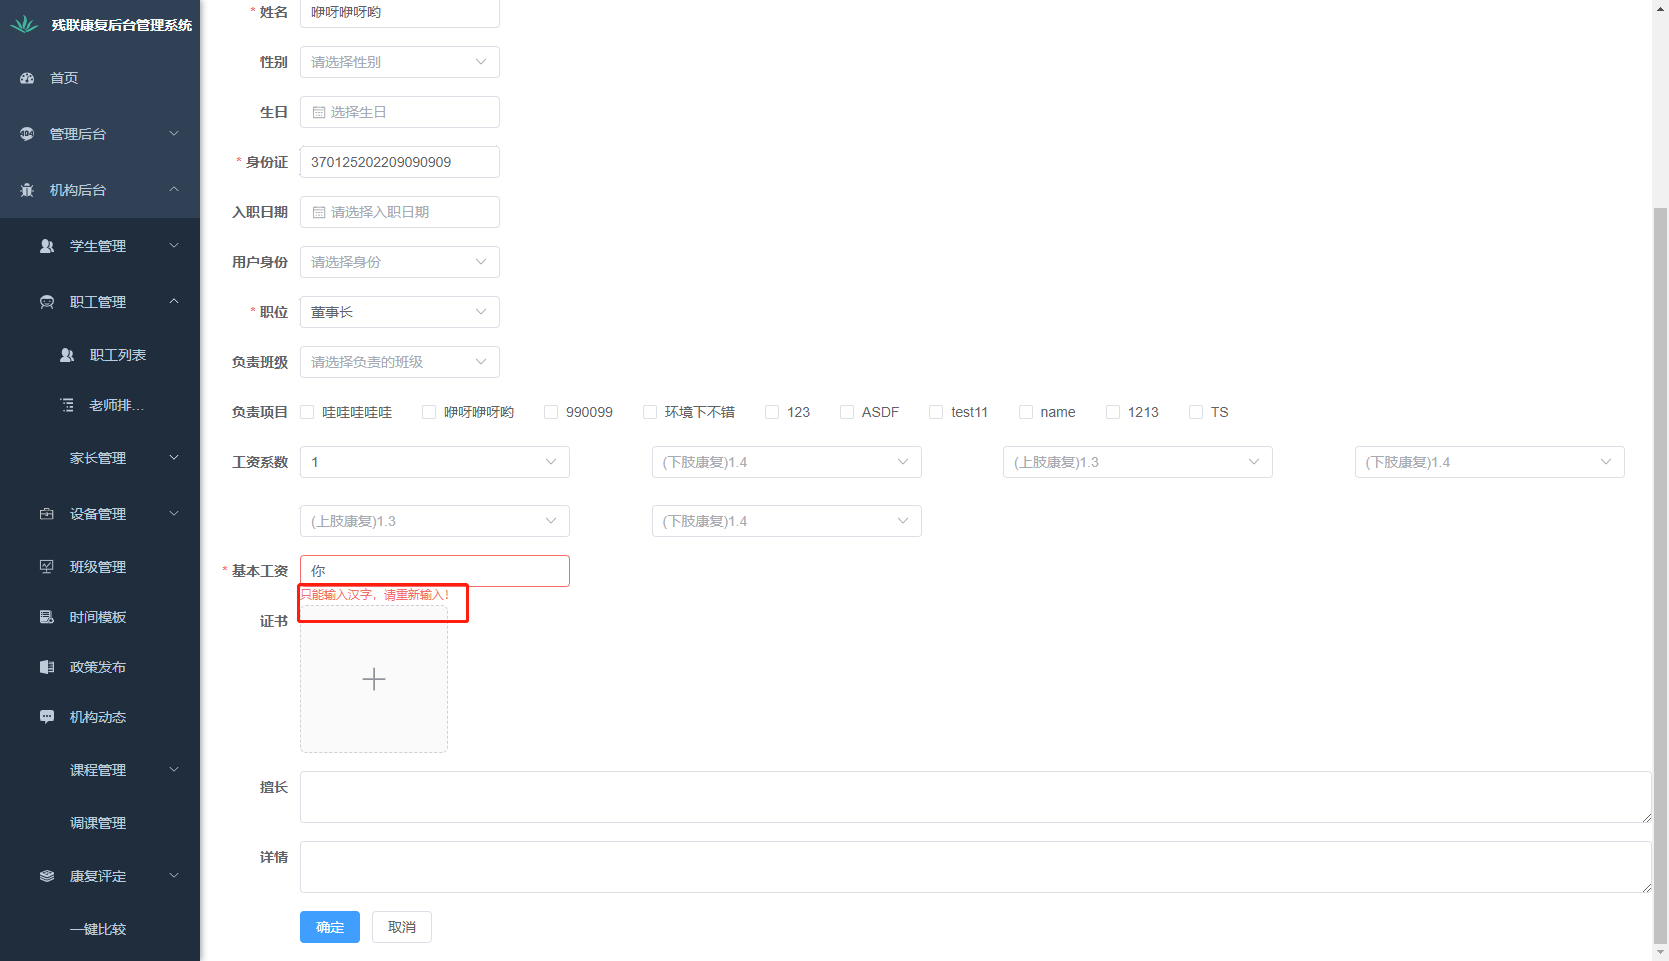 残联康复后台管理系统
首页
管理后台
机构后台
学生管理
职工管理
职工列表
老师排...
家长管理
设备管理
班级管理
时间模板
政策发布
机构动态
课程管理
调课管理
康复评定
一键比较
* 姓名 咿呀咿呀哟
性别 请选择性别
生日 选择生日
* 身份证 370125202209090909
入职日期 请选择入职日期
用户身份 请选择身份
* 职位 董事长
负责班级 请选择负责的班级
负责项目 哇哇哇哇哇 咿呀咿呀哟 990099 环境下不错 123 ASDF test11 name 1213 TS
工资系数 1 (下肢康复)1.4 (上肢康复)1.3 (下肢康复)1.4
(上肢康复)1.3 (下肢康复)1.4
* 基本工资 你
只能输入汉字，请重新输入！
证书
擅长
详情
确定 取消